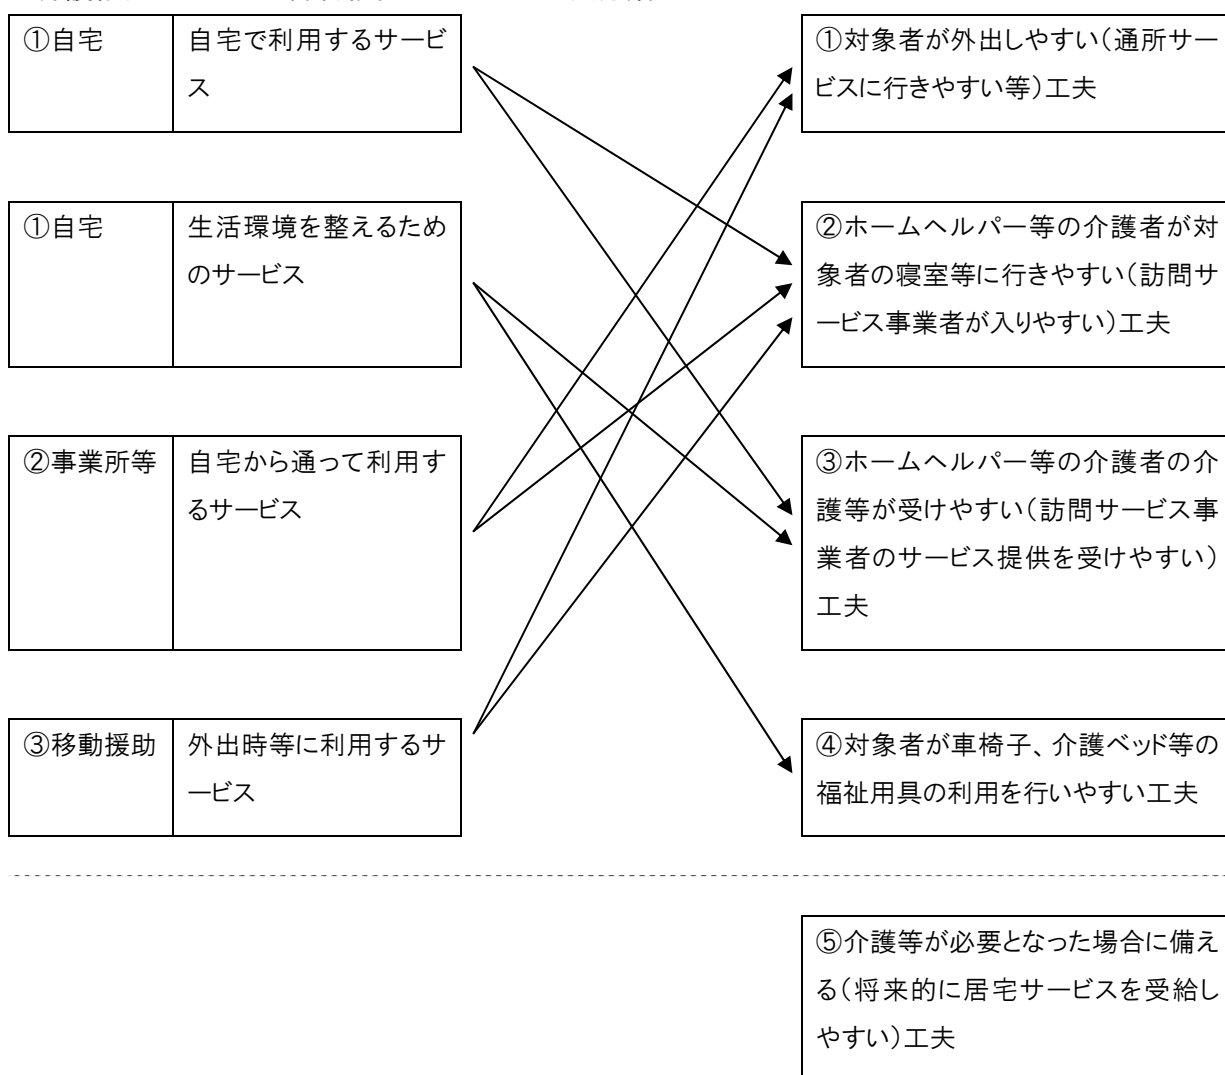 ①自宅
自宅で利用するサービ
ス
①対象者が外出しやすい(通所サー
ビスに行きやすい等)工夫
①自宅
生活環境を整えるため
のサービス
②ホームヘルパー等の介護者が対
象者の寝室等に行きやすい(訪問サ
ービス事業者が入りやすい)工夫
②事業所等
自宅から通って利用す
るサービス
③ホームヘルパー等の介護者の介
護等が受けやすい(訪問サービス事
業者のサービス提供を受けやすい)
工夫
③移動援助
外出時等に利用するサ
ービス
④対象者が車椅子、介護ベッド等の
福祉用具の利用を行いやすい工夫
⑤介護等が必要となった場合に備え
る(将来的に居宅サービスを受給し
やすい)工夫